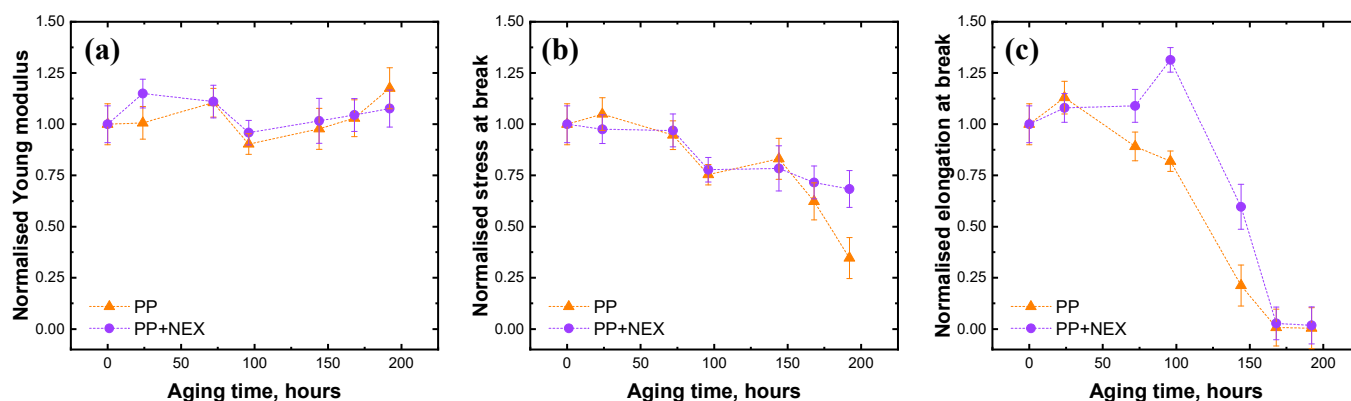 (a)
Normalised Young modulus
1.50
1.25
1.00
0.75
0.50
0.25
0.00
PP
PP+NEX
0 50 100 150 200
Aging time, hours
(b)
Normalised stress at break
1.50
1.25
1.00
0.75
0.50
0.25
0.00
PP
PP+NEX
0 50 100 150 200
Aging time, hours
(c)
Normalised elongation at break
1.50
1.25
1.00
0.75
0.50
0.25
0.00
PP
PP+NEX
0 50 100 150 200
Aging time, hours